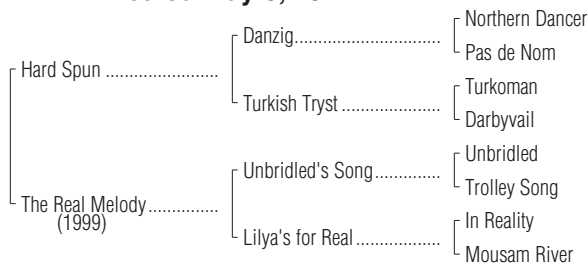 Northern Dancer
Danzig
Pas de Nom
Hard Spun
Turkoman
Turkish Tryst
Darbyvail
Unbridled
Unbridled's Song
Trolley Song
The Real Melody
(1999)
In Reality
Lilya's for Real
Mousam River